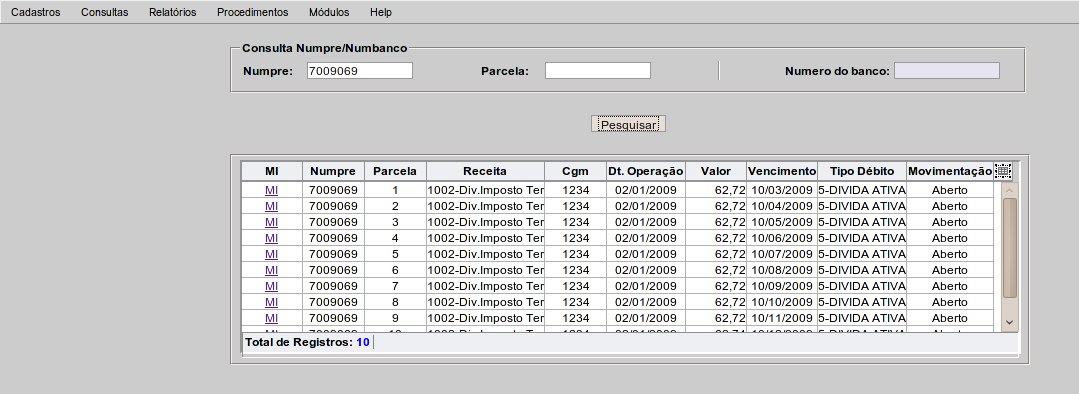 Cadastros Consultas Relatórios Procedimentos Módulos Help
Consulta Numpre/Numbanco
Numpre: 7009069 Parcela: Numero do banco:
Pesquisar
MI Numpre Parcela Receita Cgm Dt. Operação Valor Vencimento Tipo Débito Movimentação
MI 7009069 1 1002-Div.Imposto Ter 1234 02/01/2009 62,72 10/03/2009 5-DIVIDA ATIVA Aberto
MI 7009069 2 1002-Div.Imposto Ter 1234 02/01/2009 62,72 10/04/2009 5-DIVIDA ATIVA Aberto
MI 7009069 3 1002-Div.Imposto Ter 1234 02/01/2009 62,72 10/05/2009 5-DIVIDA ATIVA Aberto
MI 7009069 4 1002-Div.Imposto Ter 1234 02/01/2009 62,72 10/06/2009 5-DIVIDA ATIVA Aberto
MI 7009069 5 1002-Div.Imposto Ter 1234 02/01/2009 62,72 10/07/2009 5-DIVIDA ATIVA Aberto
MI 7009069 6 1002-Div.Imposto Ter 1234 02/01/2009 62,72 10/08/2009 5-DIVIDA ATIVA Aberto
MI 7009069 7 1002-Div.Imposto Ter 1234 02/01/2009 62,72 10/09/2009 5-DIVIDA ATIVA Aberto
MI 7009069 8 1002-Div.Imposto Ter 1234 02/01/2009 62,72 10/10/2009 5-DIVIDA ATIVA Aberto
MI 7009069 9 1002-Div.Imposto Ter 1234 02/01/2009 62,72 10/11/2009 5-DIVIDA ATIVA Aberto
Total de Registros: 10